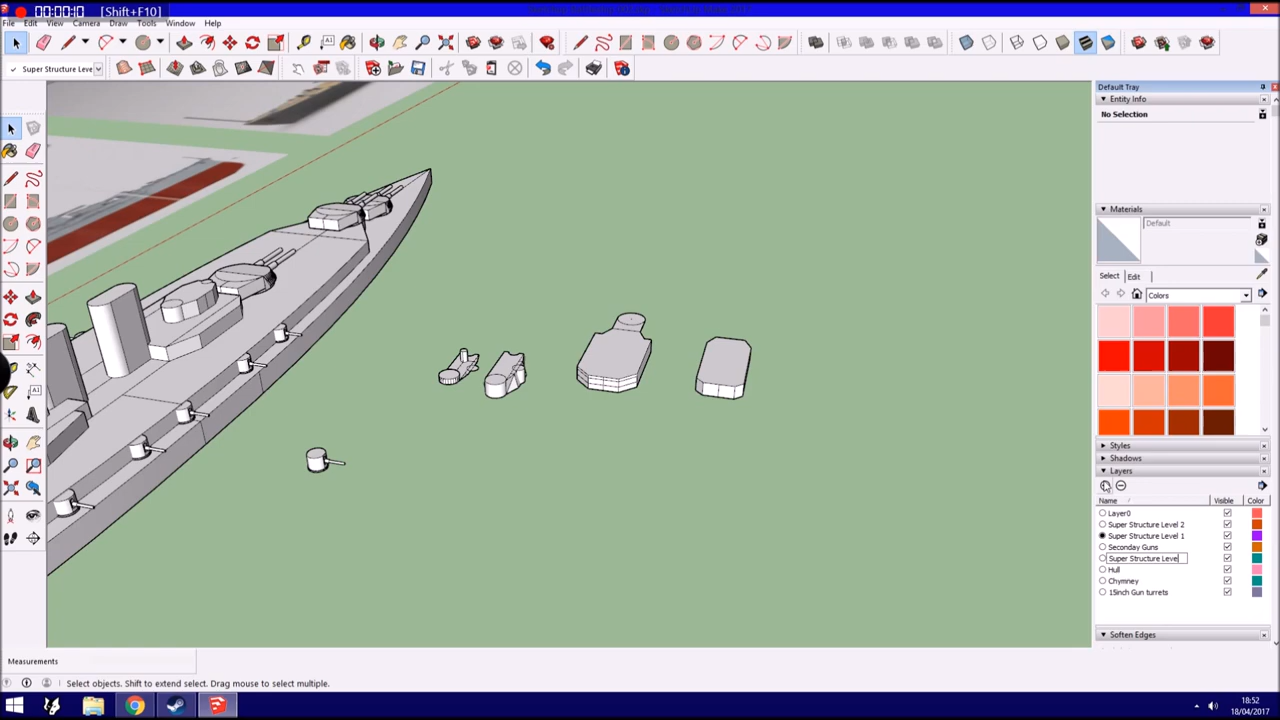 00:00:10 [Shift+F10]
File Edit View Camera Draw Tools Window Help
Super Structure Leve
Default Tray
Entity Info
No Selection
Materials
Default
Select Edit
Colors
Styles
Shadows
Layers
Name Visible Color
Layer0
Super Structure Level 2
Super Structure Level 1
Seconday Guns
Super Structure Level
Hull
Chymney
15inch Gun turrets
Soften Edges
Measurements
Select objects. Shift to extend select. Drag mouse to select multiple.
18:52
18/04/2017